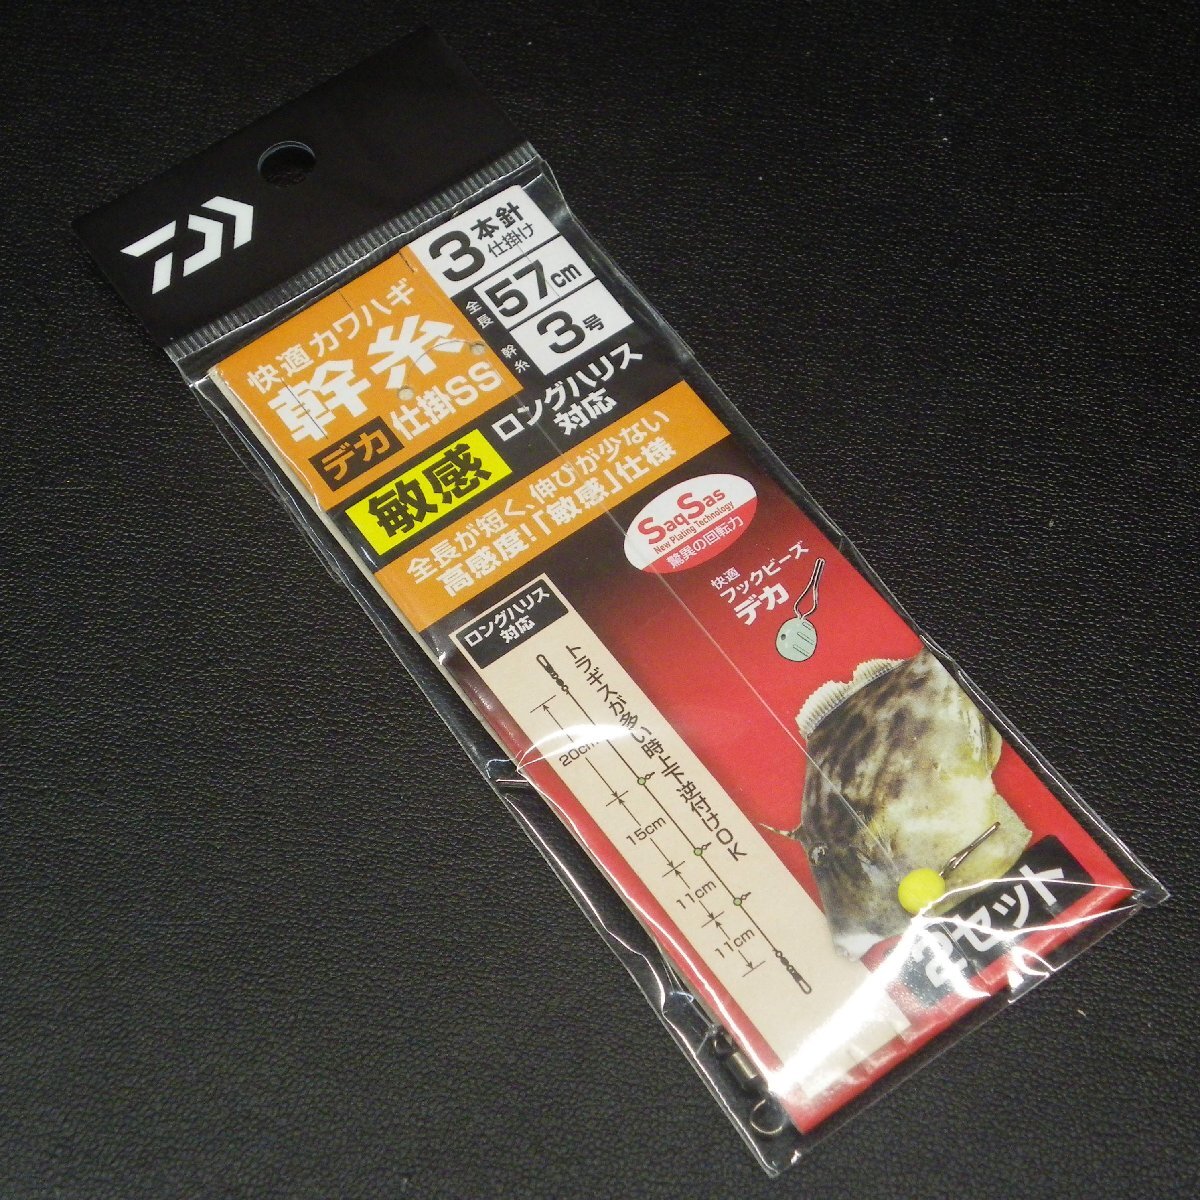 3本針
仕掛け
全長
57cm
幹糸
3号
快適カワハギ
幹糸
デカ
仕掛SS
敏感
ロングハリス
対応
全長が短く、伸びが少ない
高感度!「敏感」仕様
SaqSas
New Plating Technology
驚異の回転力
快適
フックビーズ
デカ
ロングハリス
対応
トラギスが多い時上下逆付けOK
20cm
15cm
11cm
11cm
2セット